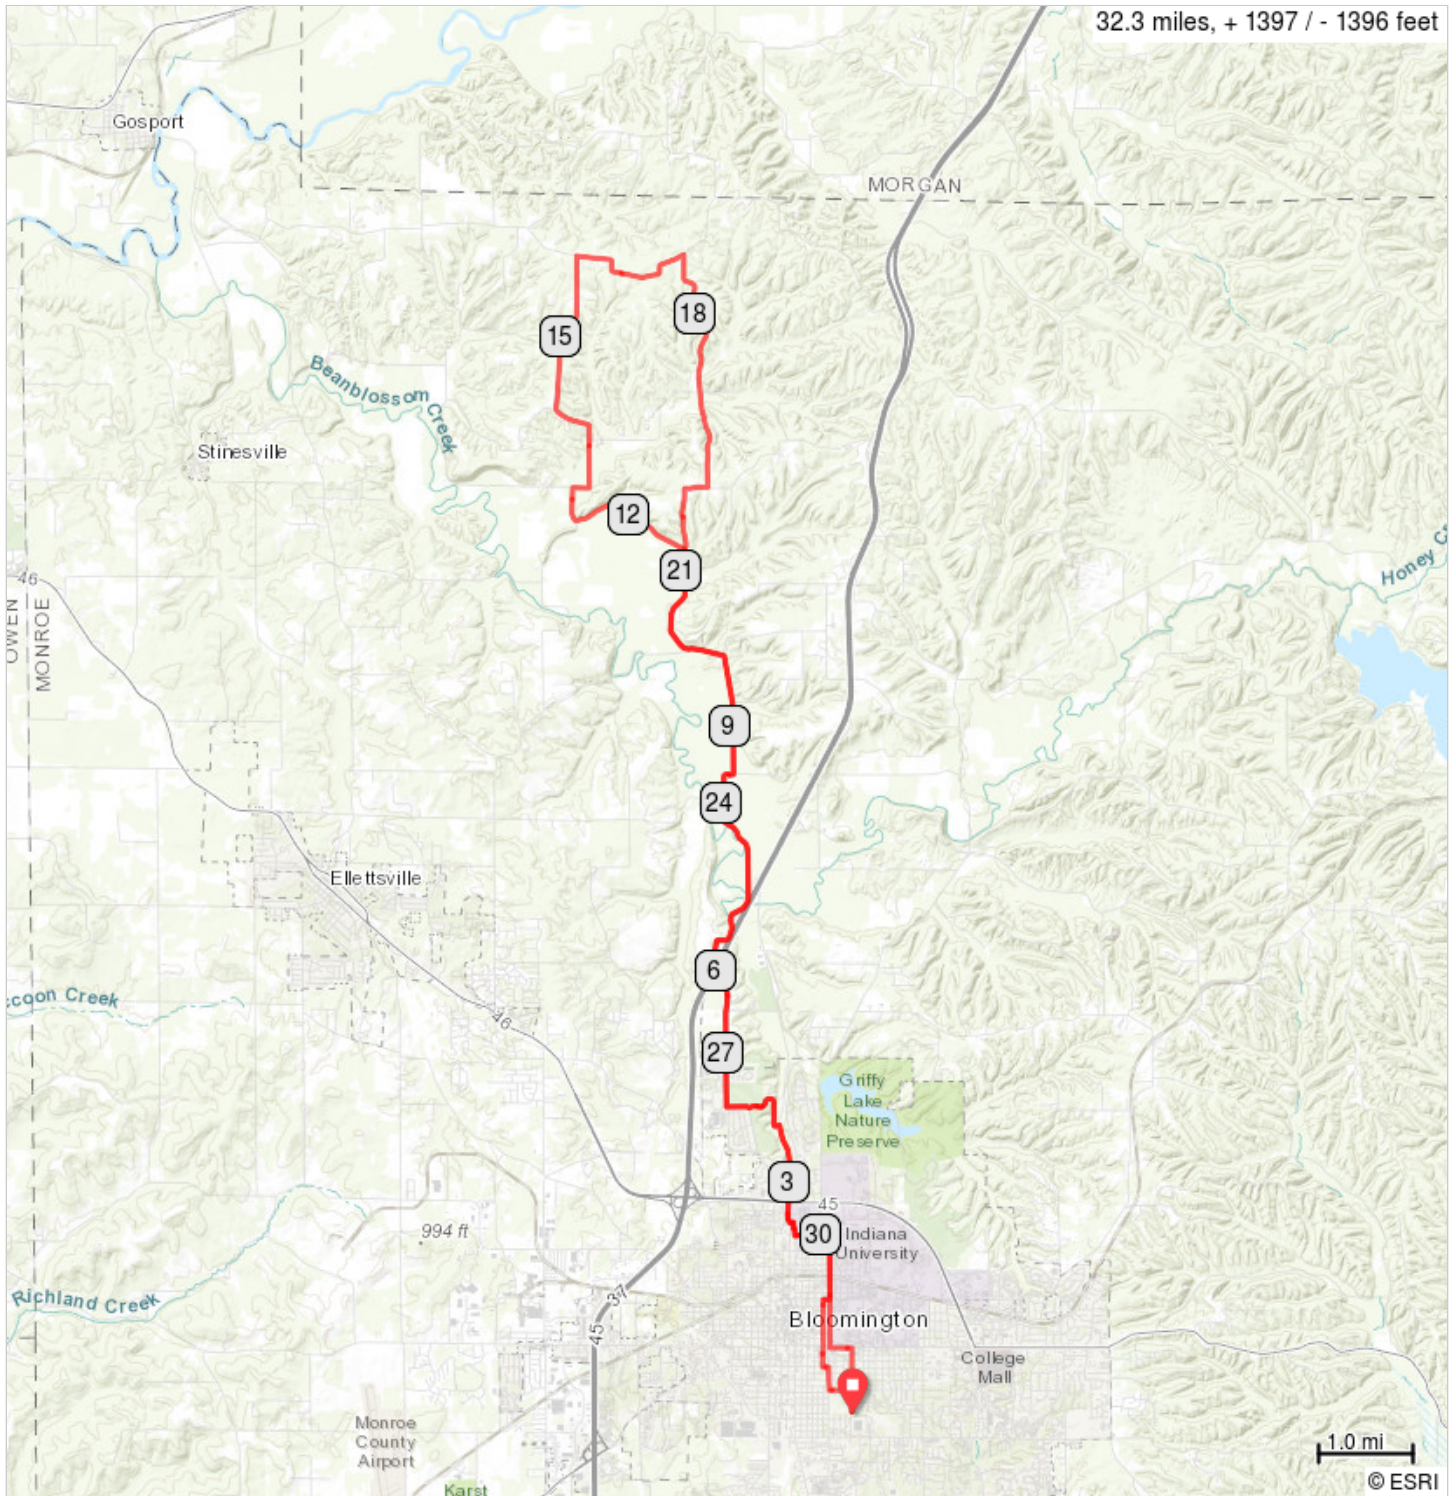 32.3 miles, + 1397 / - 1396 feet
Gosport
MORGAN
18
15
Beanblossom Creek
Stinesville
12
21
Honey
46
OWEN
MONROE
9
24
Ellettsville
6
Creek
46
27
Griffy
Lake
Nature
Preserve
3
45
994 ft
30
Indiana
University
Richland Creek
37
45
Bloomington
College
Mall
Monroe
County
Airport
1.0 mi
© ESRI
Karst